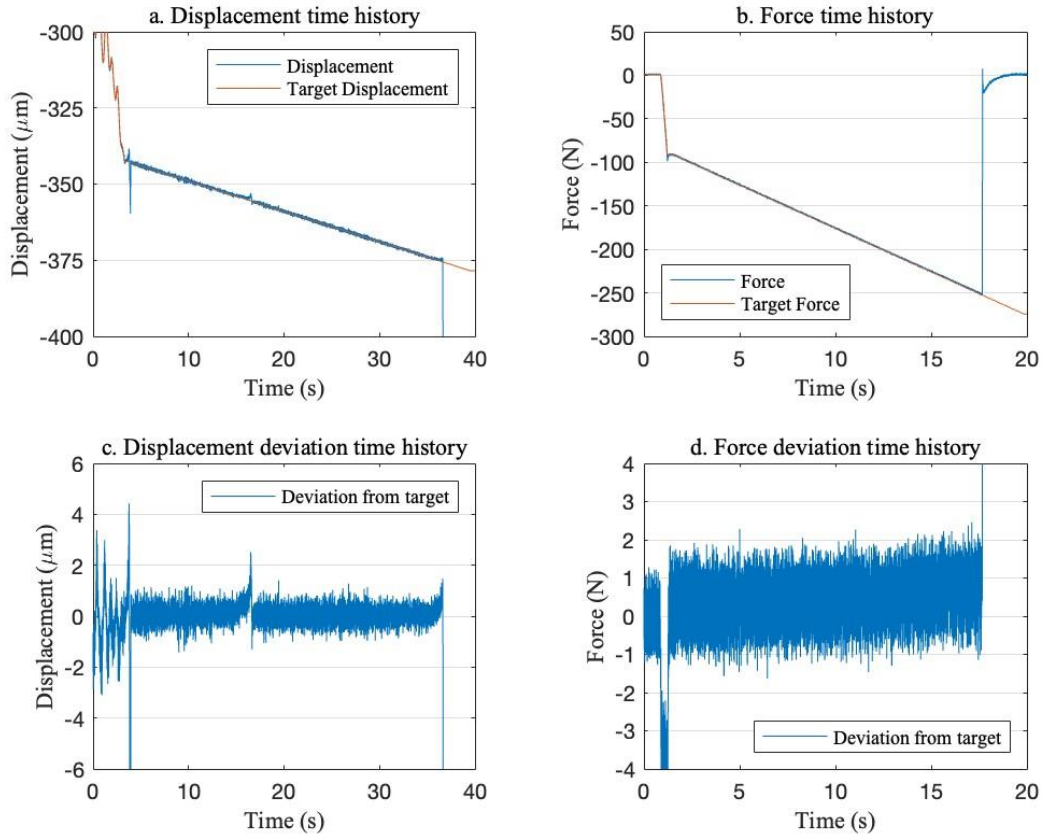 a. Displacement time history
-300
-325
-350
-375
-400
Displacement (μm)
Displacement
Target Displacement
0 10 20 30 40
Time (s)
b. Force time history
50
0
-50
-100
-150
-200
-250
-300
Force (N)
Force
Target Force
0 5 10 15 20
Time (s)
c. Displacement deviation time history
6
4
2
0
-2
-4
-6
Displacement (μm)
Deviation from target
0 10 20 30 40
Time (s)
d. Force deviation time history
4
3
2
1
0
-1
-2
-3
-4
Force (N)
Deviation from target
0 5 10 15 20
Time (s)